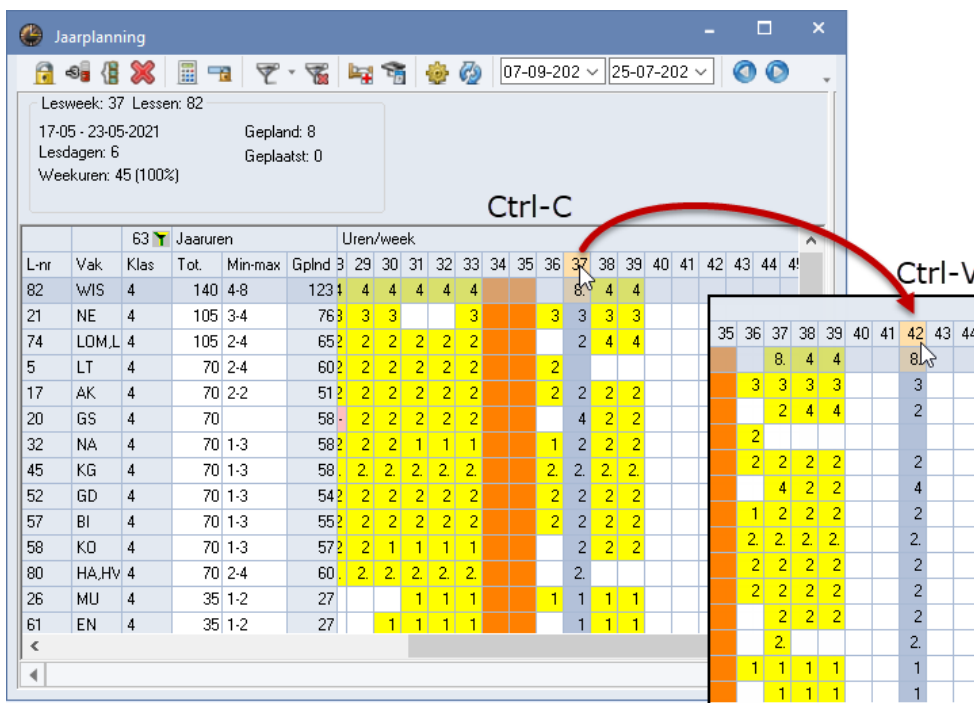 Jaarplanning
07-09-202 25-07-202
Lesweek: 37 Lessen: 82
17-05 - 23-05-2021 Gepland: 8
Lesdagen: 6 Geplaatst: 0
Weekuren: 45 (100%)
Ctrl-C
63 Jaaruren Uren/week
L-nr Vak Klas Tot. Min-max Gplnd 29 30 31 32 33 34 35 36 37 38 39 40 41 42 43 44
82 WIS 4 140 4-8 123 4 4 4 4 4 8. 4 4
21 NE 4 105 3-4 76 3 3 3 3 3 3 3
74 LOM,L 4 105 2-4 65 2 2 2 2 2 2 4 4
5 LT 4 70 2-4 60 2 2 2 2 2 2
17 AK 4 70 2-2 51 2 2 2 2 2 2 2 2 2
20 GS 4 70 58 - 2 2 2 2 2 4 2 2
32 NA 4 70 1-3 58 2 2 1 1 1 1 2 2 2
45 KG 4 70 1-3 58. 2. 2. 2. 2. 2. 2. 2. 2. 2.
52 GD 4 70 1-3 54 2 2 2 2 2 2 2 2 2
57 BI 4 70 1-3 55 2 2 2 2 2 2 2 2 2
58 KO 4 70 1-3 57 2 1 1 1 1 2 2 2
80 HA,HV 4 70 2-4 60. 2. 2. 2. 2. 2. 2.
26 MU 4 35 1-2 27 1 1 1 1 1 1 1
61 EN 4 35 1-2 27 1 1 1 1 1 1 1
Ctrl-V
35 36 37 38 39 40 41 42 43 44
8. 4 4 8.
3 3 3 3 3
2 4 4 2
2
2 2 2 2 2
4 2 2 4
1 2 2 2 2
2. 2. 2. 2. 2.
2 2 2 2 2
2 2 2 2 2
2 2 2 2
2. 2.
1 1 1 1 1
1 1 1 1